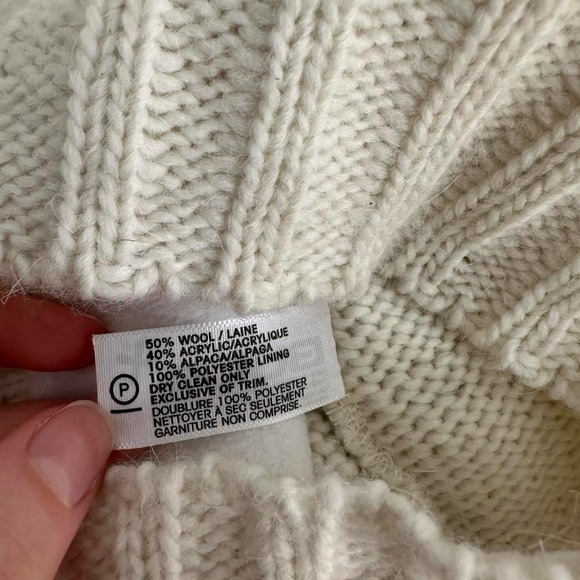 50% WOOL / LAINE
40% ACRYLIC/ACRYLIQUE
10% ALPACA/ALPAGA
100% POLYESTER LINING
DRY CLEAN ONLY
EXCLUSIVE OF TRIM.
DOUBLURE 100% POLYESTER
NETTOYER À SEC SEULEMENT
GARNITURE NON COMPRISE.
P